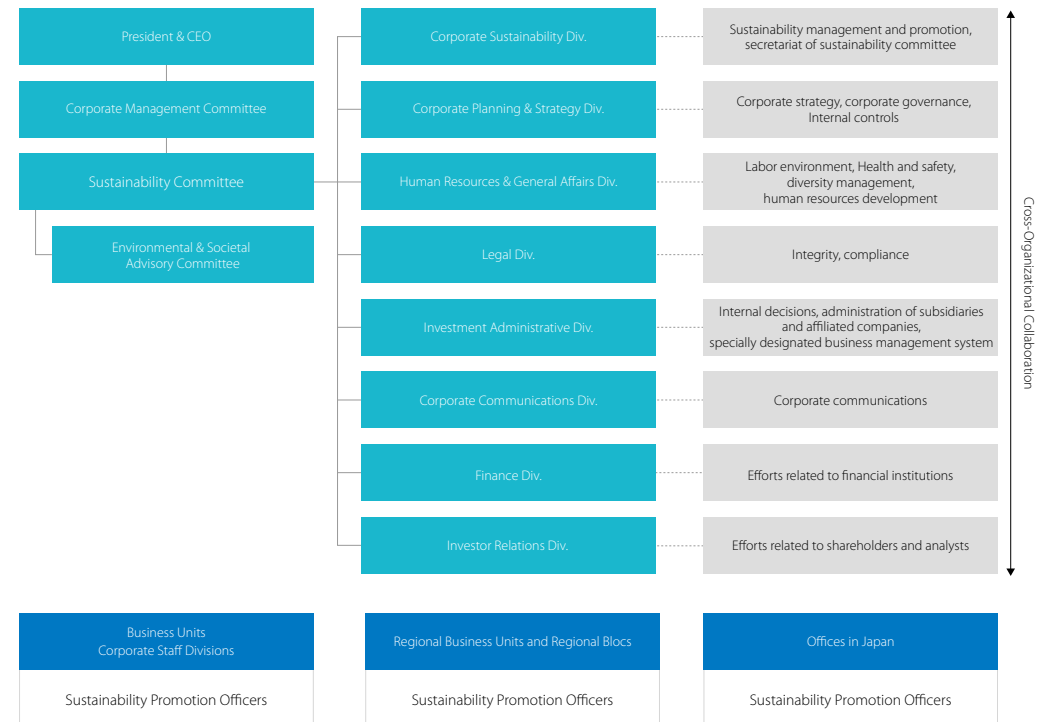 President & CEO
Corporate Management Committee
Sustainability Committee
Environmental & Societal
Advisory Committee
Corporate Sustainability Div.
Sustainability management and promotion,
secretariat of sustainability committee
Corporate Planning & Strategy Div.
Corporate strategy, corporate governance,
Internal controls
Human Resources & General Affairs Div.
Labor environment, Health and safety,
diversity management,
human resources development
Legal Div.
Integrity, compliance
Investment Administrative Div.
Internal decisions, administration of subsidiaries
and affiliated companies,
specially designated business management system
Corporate Communications Div.
Corporate communications
Finance Div.
Efforts related to financial institutions
Investor Relations Div.
Efforts related to shareholders and analysts
Cross-Organizational Collaboration
Business Units
Corporate Staff Divisions
Sustainability Promotion Officers
Regional Business Units and Regional Blocs
Sustainability Promotion Officers
Offices in Japan
Sustainability Promotion Officers